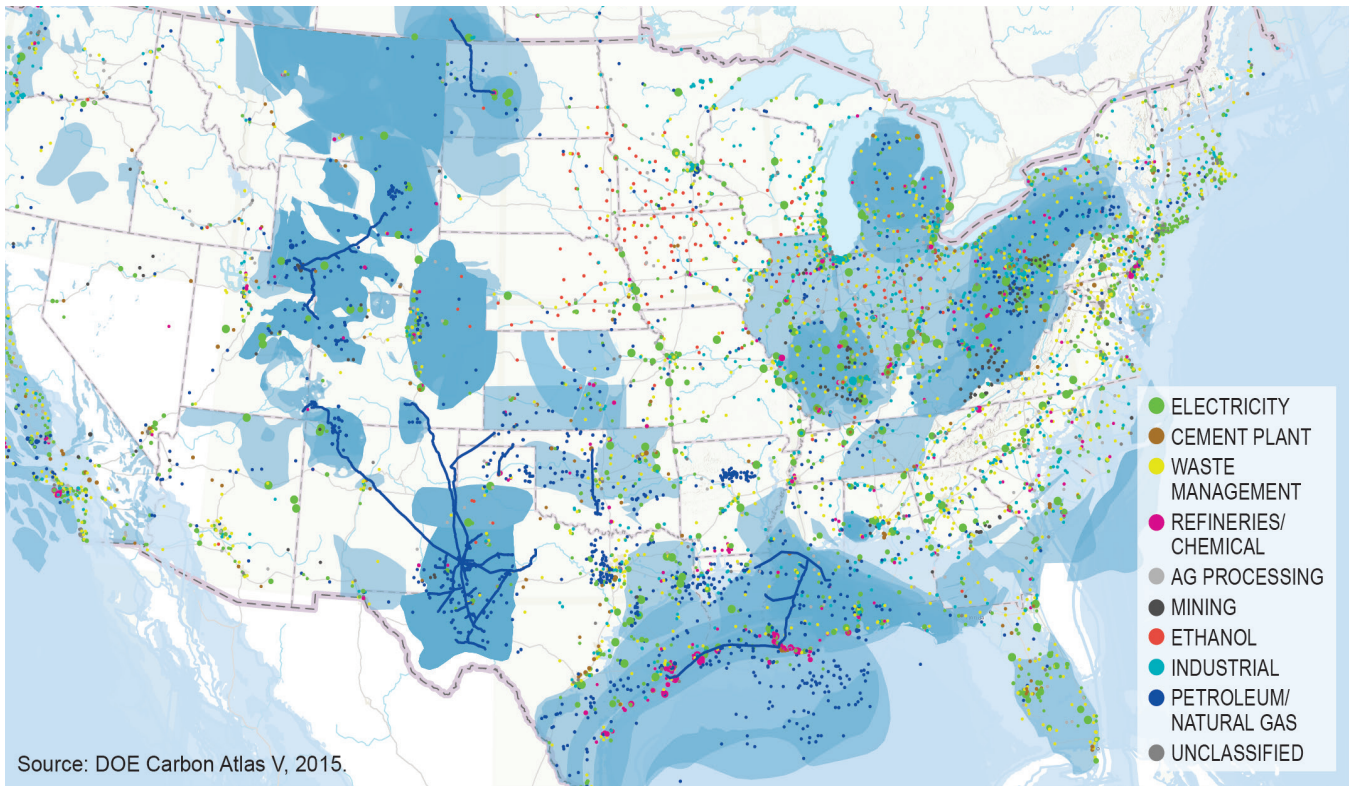 ELECTRICITY
CEMENT PLANT
WASTE
MANAGEMENT
REFINERIES/
CHEMICAL
AG PROCESSING
MINING
ETHANOL
INDUSTRIAL
PETROLEUM/
NATURAL GAS
UNCLASSIFIED
Source: DOE Carbon Atlas V, 2015.